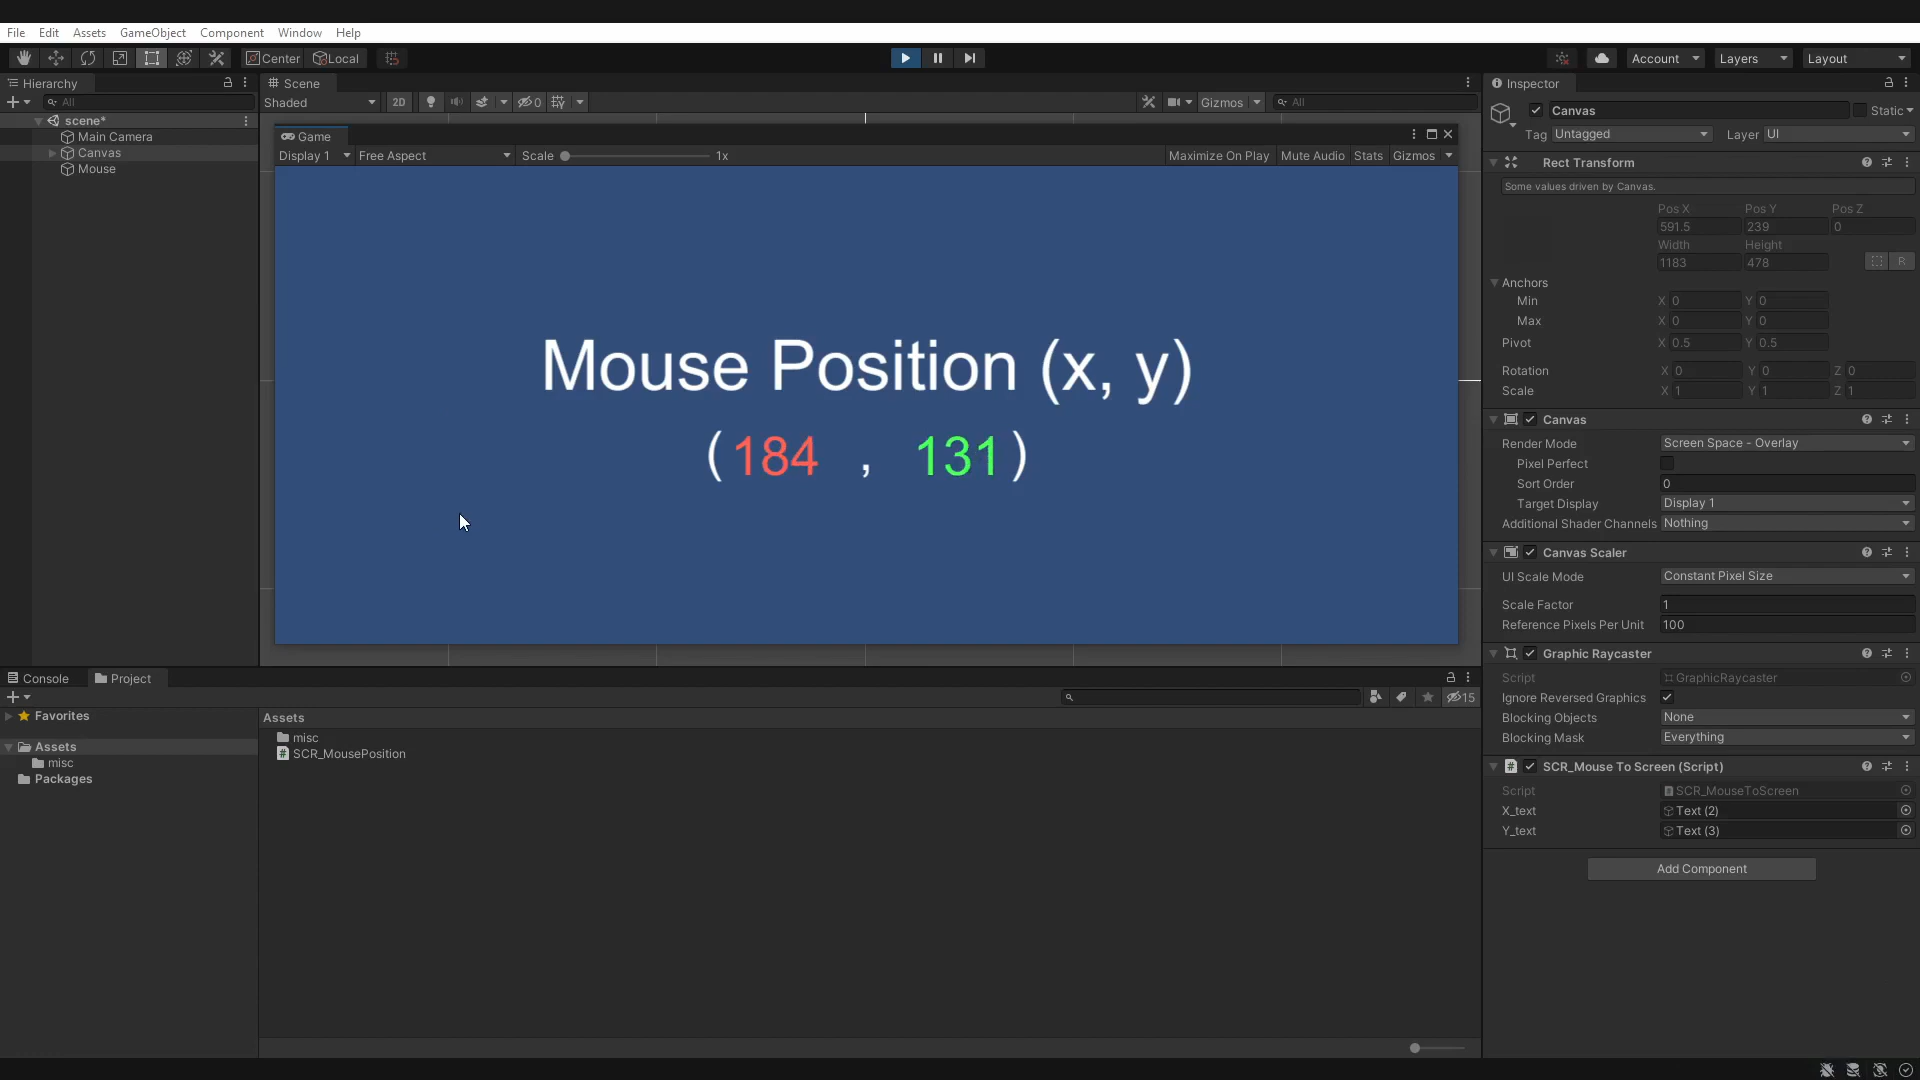 File Edit Assets GameObject Component Window Help
Center Local Account Layers Layout
Hierarchy
All
scene*
Main Camera
Canvas
Mouse
Scene
Shaded 2D 0 Gizmos All
Game
Display 1 Free Aspect Scale 1x Maximize On Play Mute Audio Stats Gizmos
Mouse Position (x, y)
(184 , 131)
Inspector
Canvas Static
Tag Untagged Layer UI
Rect Transform
Some values driven by Canvas.
Pos X Pos Y Pos Z
591.5 239 0
Width Height
1183 478 R
Anchors
Min X 0 Y 0
Max X 0 Y 0
Pivot X 0.5 Y 0.5
Rotation X 0 Y 0 Z 0
Scale X 1 Y 1 Z 1
Canvas
Render Mode Screen Space - Overlay
Pixel Perfect
Sort Order 0
Target Display Display 1
Additional Shader Channels Nothing
Canvas Scaler
UI Scale Mode Constant Pixel Size
Scale Factor 1
Reference Pixels Per Unit 100
Graphic Raycaster
Script GraphicRaycaster
Ignore Reversed Graphics
Blocking Objects None
Blocking Mask Everything
SCR_Mouse To Screen (Script)
Script SCR_MouseToScreen
X_text Text (2)
Y_text Text (3)
Add Component
Console Project
15
Favorites
Assets
misc
Packages
Assets
misc
SCR_MousePosition